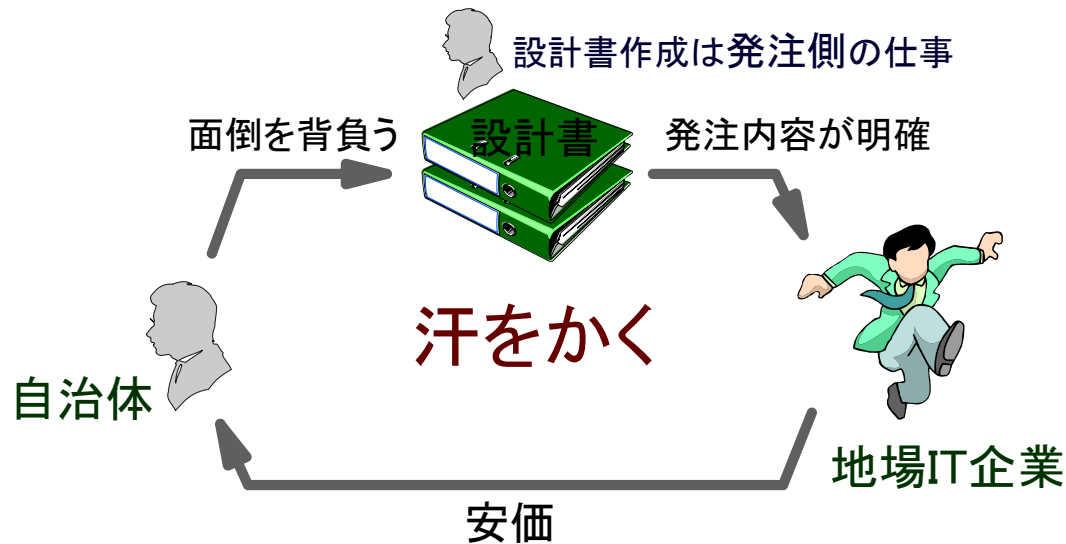 設計書作成は発注側の仕事
面倒を背負う
設計書
発注内容が明確
汗をかく
自治体
地場IT企業
安価